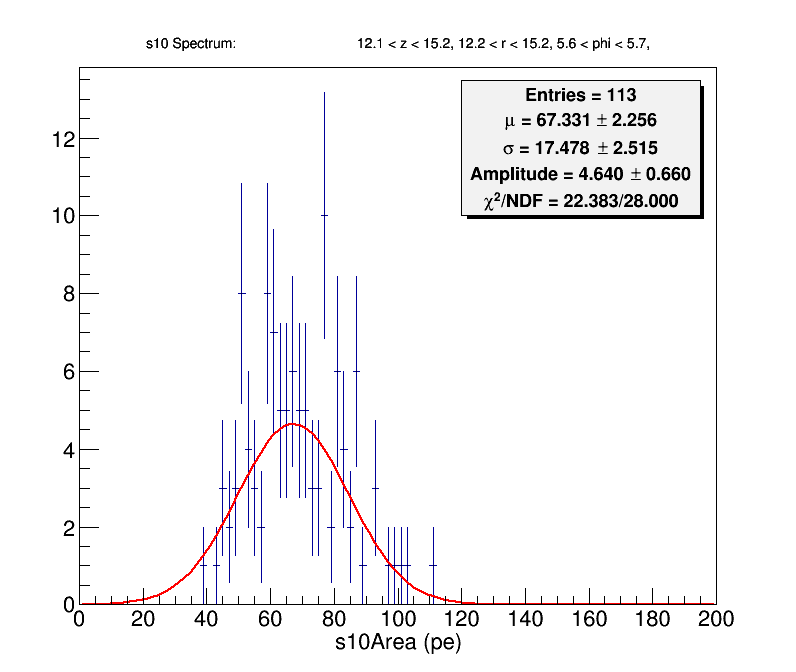 s10 Spectrum: 12.1 < z < 15.2, 12.2 < r < 15.2, 5.6 < phi < 5.7,
Entries = 113
μ = 67.331 ± 2.256
σ = 17.478 ± 2.515
Amplitude = 4.640 ± 0.660
χ²/NDF = 22.383/28.000
12
10
8
6
4
2
0
0 20 40 60 80 100 120 140 160 180 200
s10Area (pe)